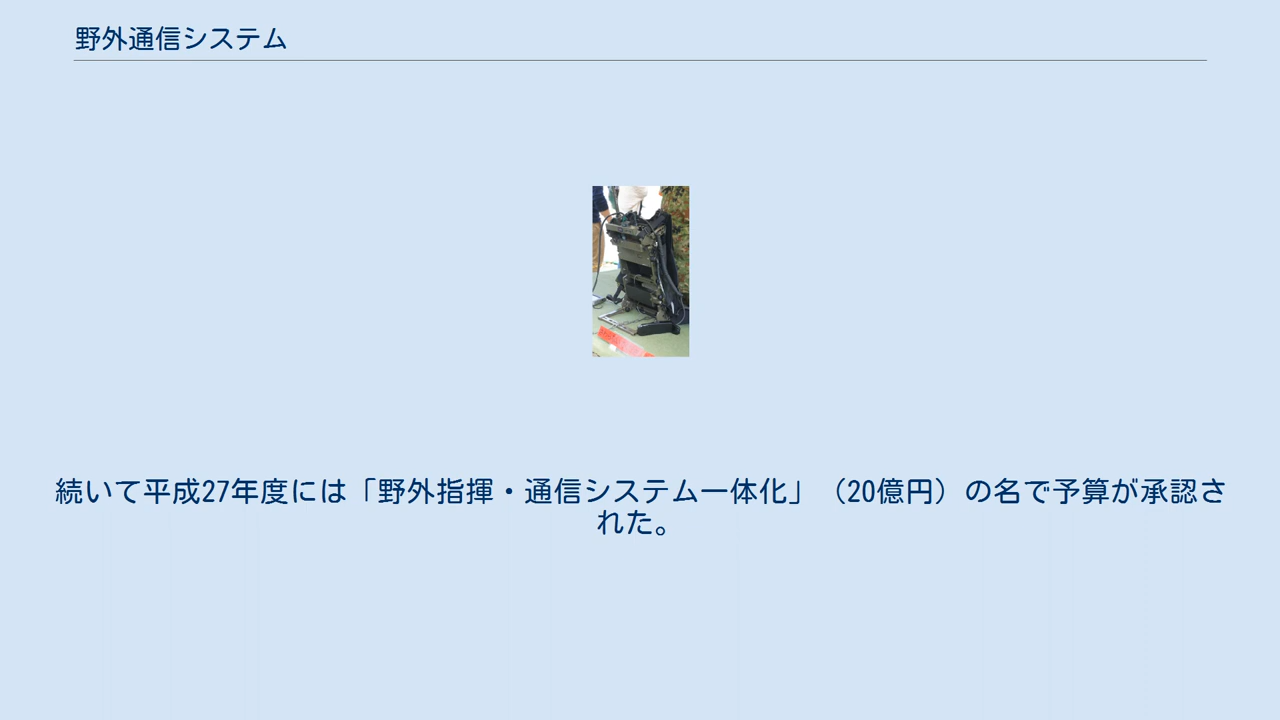 野外通信システム
続いて平成27年度には「野外指揮・通信システム一体化」（20億円）の名で予算が承認さ
れた。